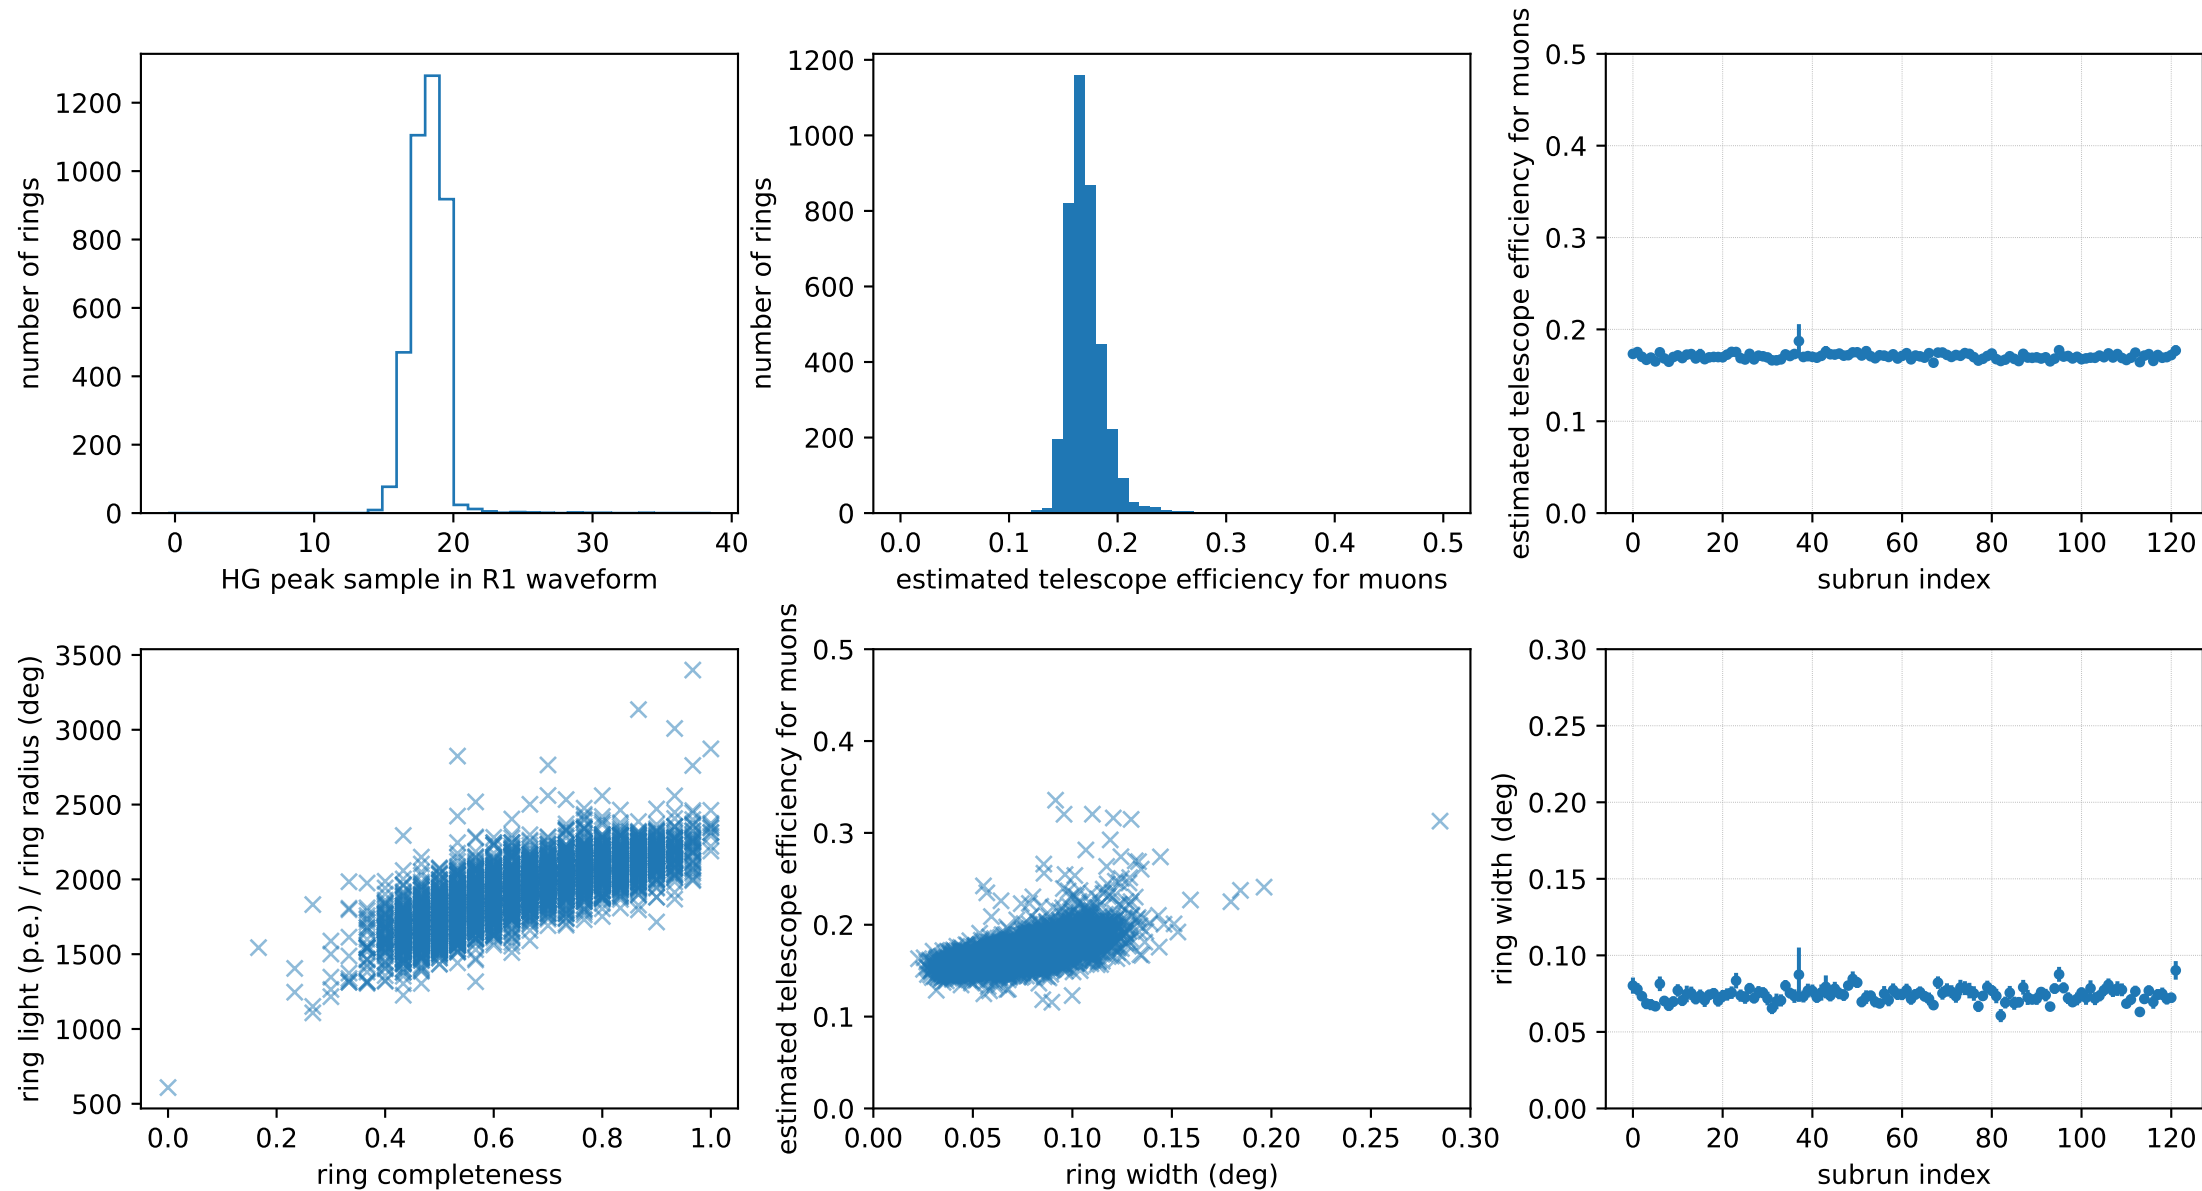 number of rings
1200
1000
800
600
400
200
0
0 10 20 30 40
HG peak sample in R1 waveform
number of rings
1200
1000
800
600
400
200
0
0.0 0.1 0.2 0.3 0.4 0.5
estimated telescope efficiency for muons
estimated telescope efficiency for muons
0.5
0.4
0.3
0.2
0.1
0.0
0 20 40 60 80 100 120
subrun index
ring light (p.e.) / ring radius (deg)
3500
3000
2500
2000
1500
1000
500
0.0 0.2 0.4 0.6 0.8 1.0
ring completeness
estimated telescope efficiency for muons
0.5
0.4
0.3
0.2
0.1
0.0
0.00 0.05 0.10 0.15 0.20 0.25 0.30
ring width (deg)
ring width (deg)
0.30
0.25
0.20
0.15
0.10
0.05
0.00
0 20 40 60 80 100 120
subrun index